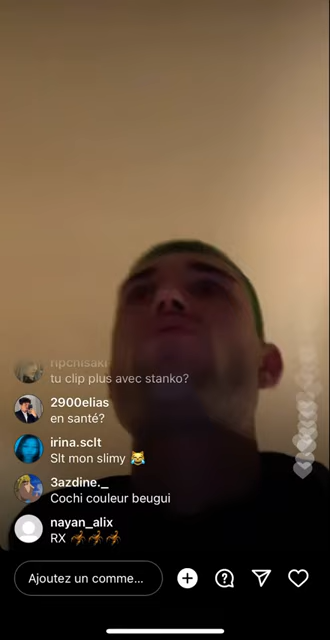 hpchisaki
tu clip plus avec stanko?
2900elias
en santé?
irina.sclt
Slt mon slimy 😹
3azdine._
Cochi couleur beugui
nayan_alix
RX 🦂🦂🦂
Ajoutez un comme...